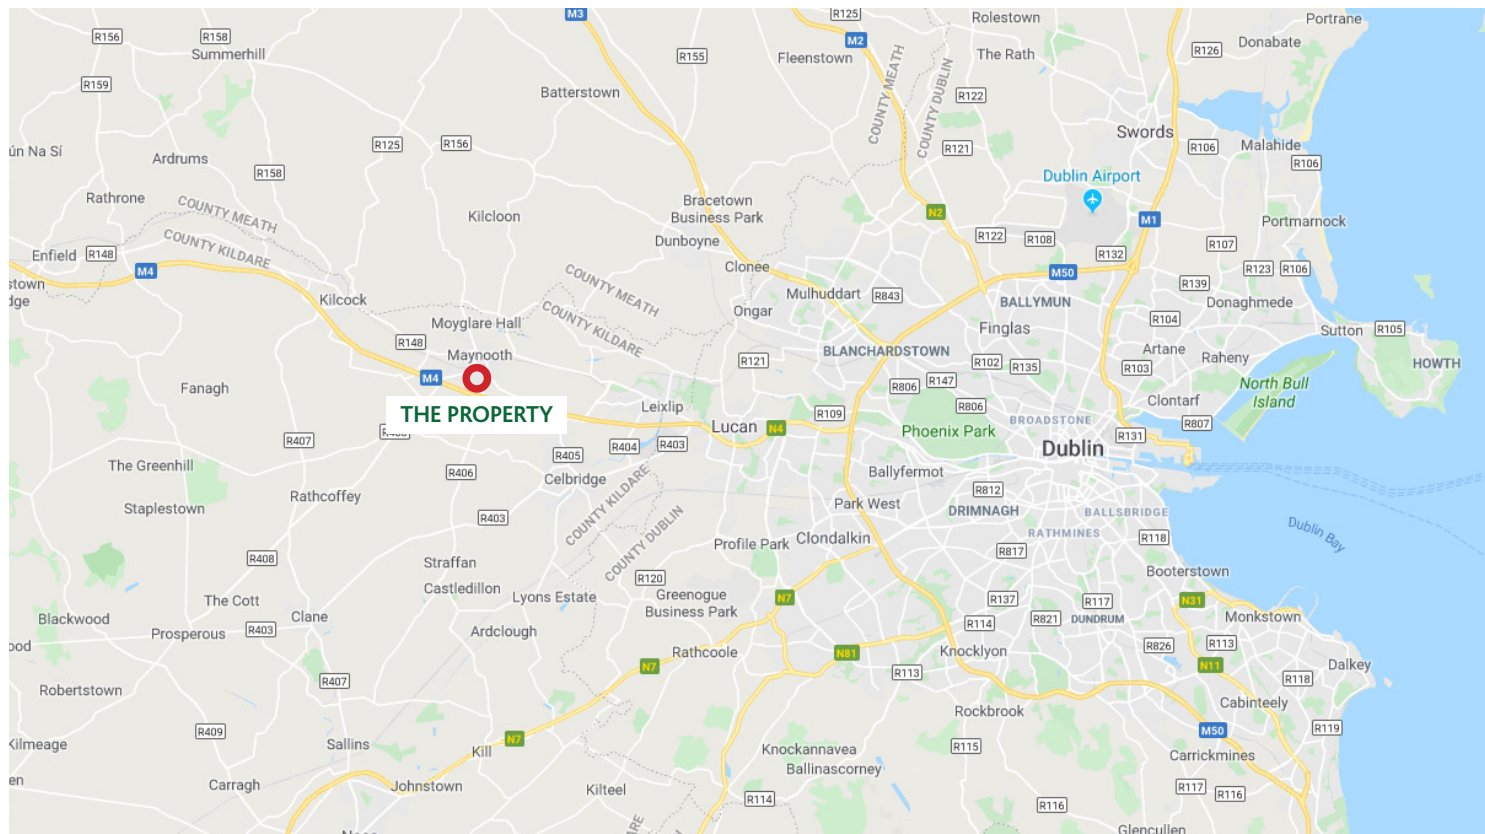 M3
R125
Rolestown
Portrane
R156
R158
Summerhill
R155
M2
Fleenstown
The Rath
R126
Donabate
R159
Batterstown
R122
COUNTY MEATH
COUNTY DUBLIN
Swords
ún Na Sí
Ardrums
R125
R156
R121
R106
Malahide
R158
R106
Dublin Airport
Rathrone
COUNTY MEATH
Kilcloon
Bracetown
Business Park
N2
M1
Portmarnock
COUNTY KILDARE
Dunboyne
R122
R108
R107
Enfield
R148
M4
Clonee
R132
M50
R123
R106
COUNTY MEATH
stown
dge
Kilcock
Mulhuddart
R843
BALLYMUN
R139
Donaghmede
Ongar
Moyglare Hall
COUNTY KILDARE
Finglas
R104
Sutton
R105
R148
Maynooth
BLANCHARDSTOWN
Artane
Raheny
R121
R102
R135
R103
HOWTH
M4
Fanagh
R806
R147
North Bull
Island
Clontarf
THE PROPERTY
Leixlip
R109
R806
R807
Lucan
N4
Phoenix Park
BROADSTONE
R131
R407
R404
R403
Dublin
R405
The Greenhill
R406
Celbridge
Ballyfermot
Rathcoffey
R812
Staplestown
R403
COUNTY KILDARE
COUNTY DUBLIN
Park West
DRIMNAGH
BALLSBRIDGE
Dublin Bay
RATHMINES
R118
Profile Park
Clondalkin
R408
Straffan
R817
Castledillon
R120
Booterstown
Lyons Estate
Greenogue
Business Park
N7
R137
R117
N31
The Cott
Clane
Blackwood
Prosperous
R403
Ardclough
R114
R821
DUNDRUM
Monkstown
ood
Rathcoole
N81
Knocklyon
R826
R113
N7
R113
N11
Dalkey
R407
R118
Robertstown
Rockbrook
Cabinteely
R409
Kilmeage
Sallins
Kill
N7
Knockannavea
R115
M50
R119
Carrickmines
Ballinascorney
en
Carragh
Johnstown
Kilteel
R114
R117
R116
R116
Glencullen